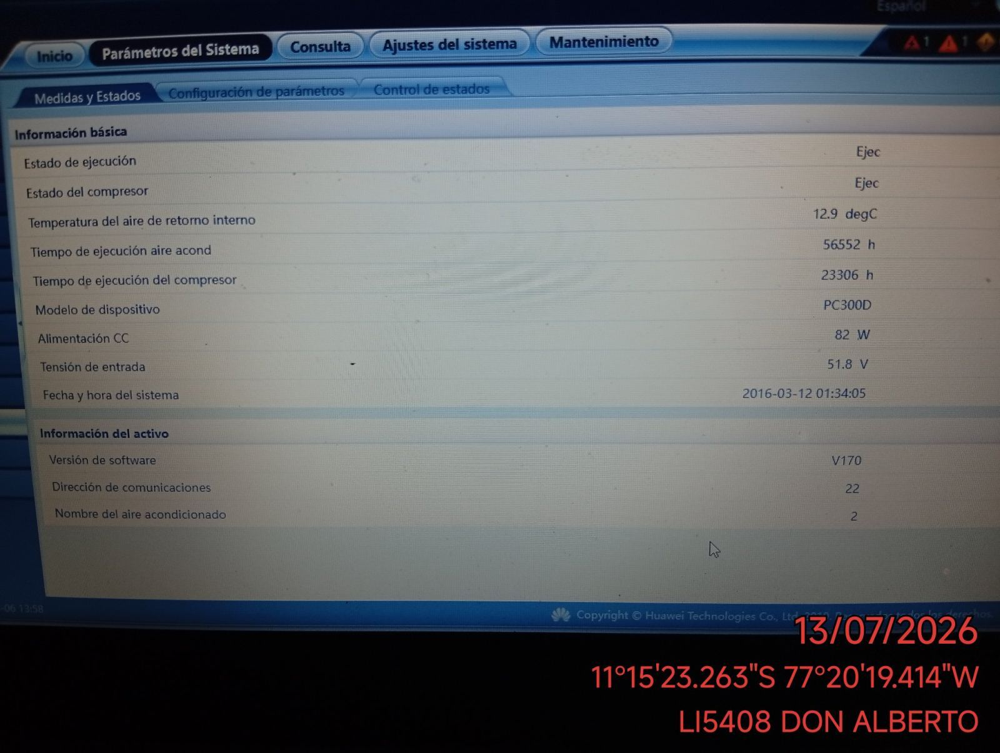 Español
Inicio Parámetros del Sistema Consulta Ajustes del sistema Mantenimiento 1 1
Medidas y Estados Configuración de parámetros Control de estados
Información básica
Estado de ejecución Ejec
Estado del compresor Ejec
Temperatura del aire de retorno interno 12.9 degC
Tiempo de ejecución aire acond 56552 h
Tiempo de ejecución del compresor 23306 h
Modelo de dispositivo PC300D
Alimentación CC 82 W
Tensión de entrada 51.8 V
Fecha y hora del sistema 2016-03-12 01:34:05
Información del activo
Versión de software V170
Dirección de comunicaciones 22
Nombre del aire acondicionado 2
-06 13:58
Copyright © Huawei Technologies Co., Ltd. todos los derechos.
13/07/2026
11°15'23.263"S 77°20'19.414"W
LI5408 DON ALBERTO